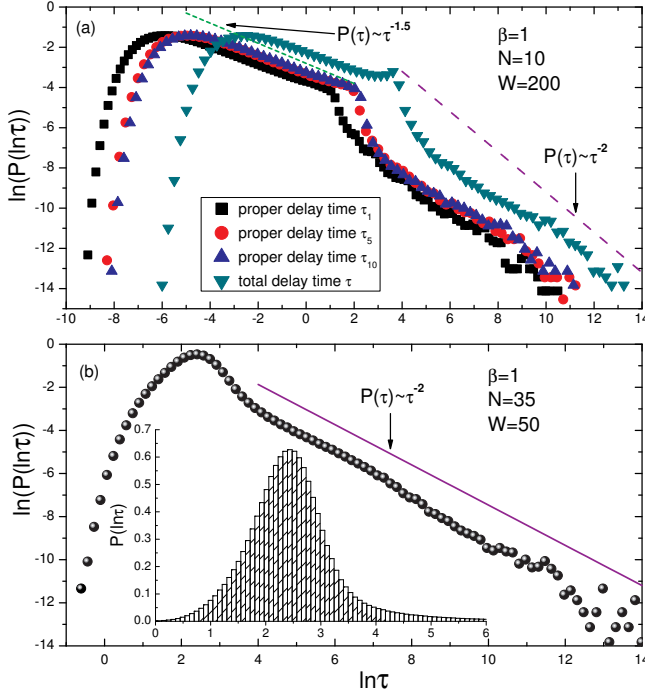 (a)
P(τ)~τ^-1.5
β=1
N=10
W=200
P(τ)~τ^-2
ln(P(lnτ))
0
-2
-4
-6
-8
-10
-12
-14
proper delay time τ₁
proper delay time τ₅
proper delay time τ₁₀
total delay time τ
-10 -8 -6 -4 -2 0 2 4 6 8 10 12 14
(b)
P(τ)~τ^-2
β=1
N=35
W=50
ln(P(lnτ))
0
-2
-4
-6
-8
-10
-12
-14
P(lnτ)
0.7
0.6
0.5
0.4
0.3
0.2
0.1
0.0
0 1 2 3 4 5 6
0 2 4 6 8 10 12 14
lnτ